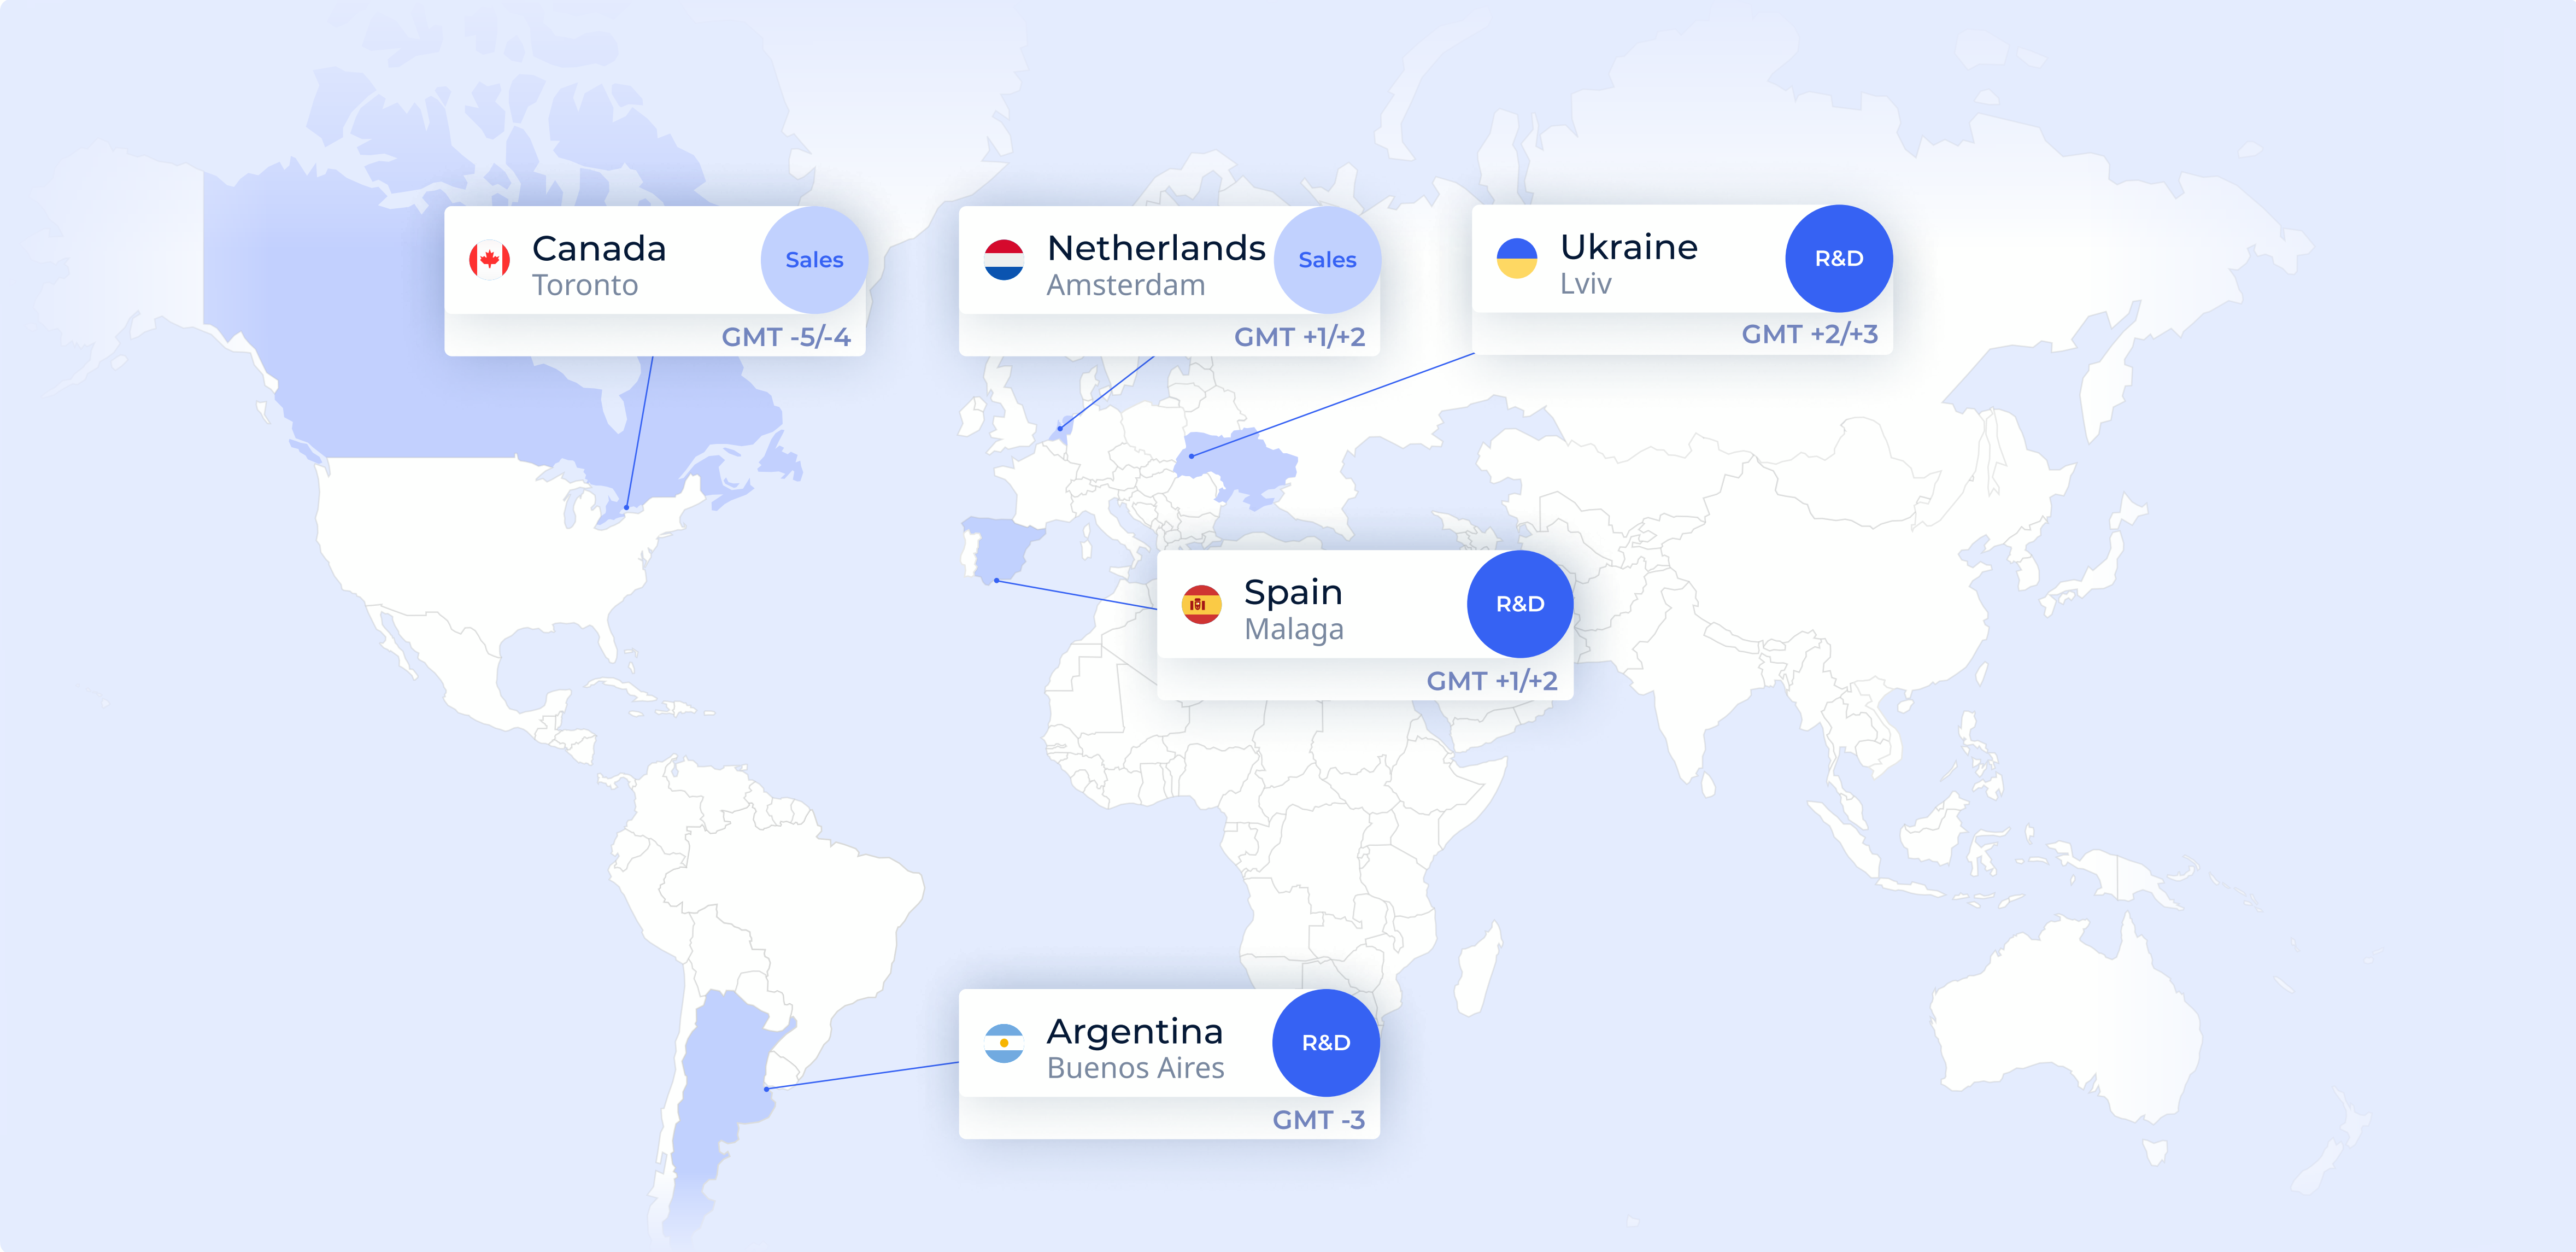 Canada
Toronto
Sales
GMT -5/-4
Netherlands
Amsterdam
Sales
GMT +1/+2
Ukraine
Lviv
R&D
GMT +2/+3
Spain
Malaga
R&D
GMT +1/+2
Argentina
Buenos Aires
R&D
GMT -3